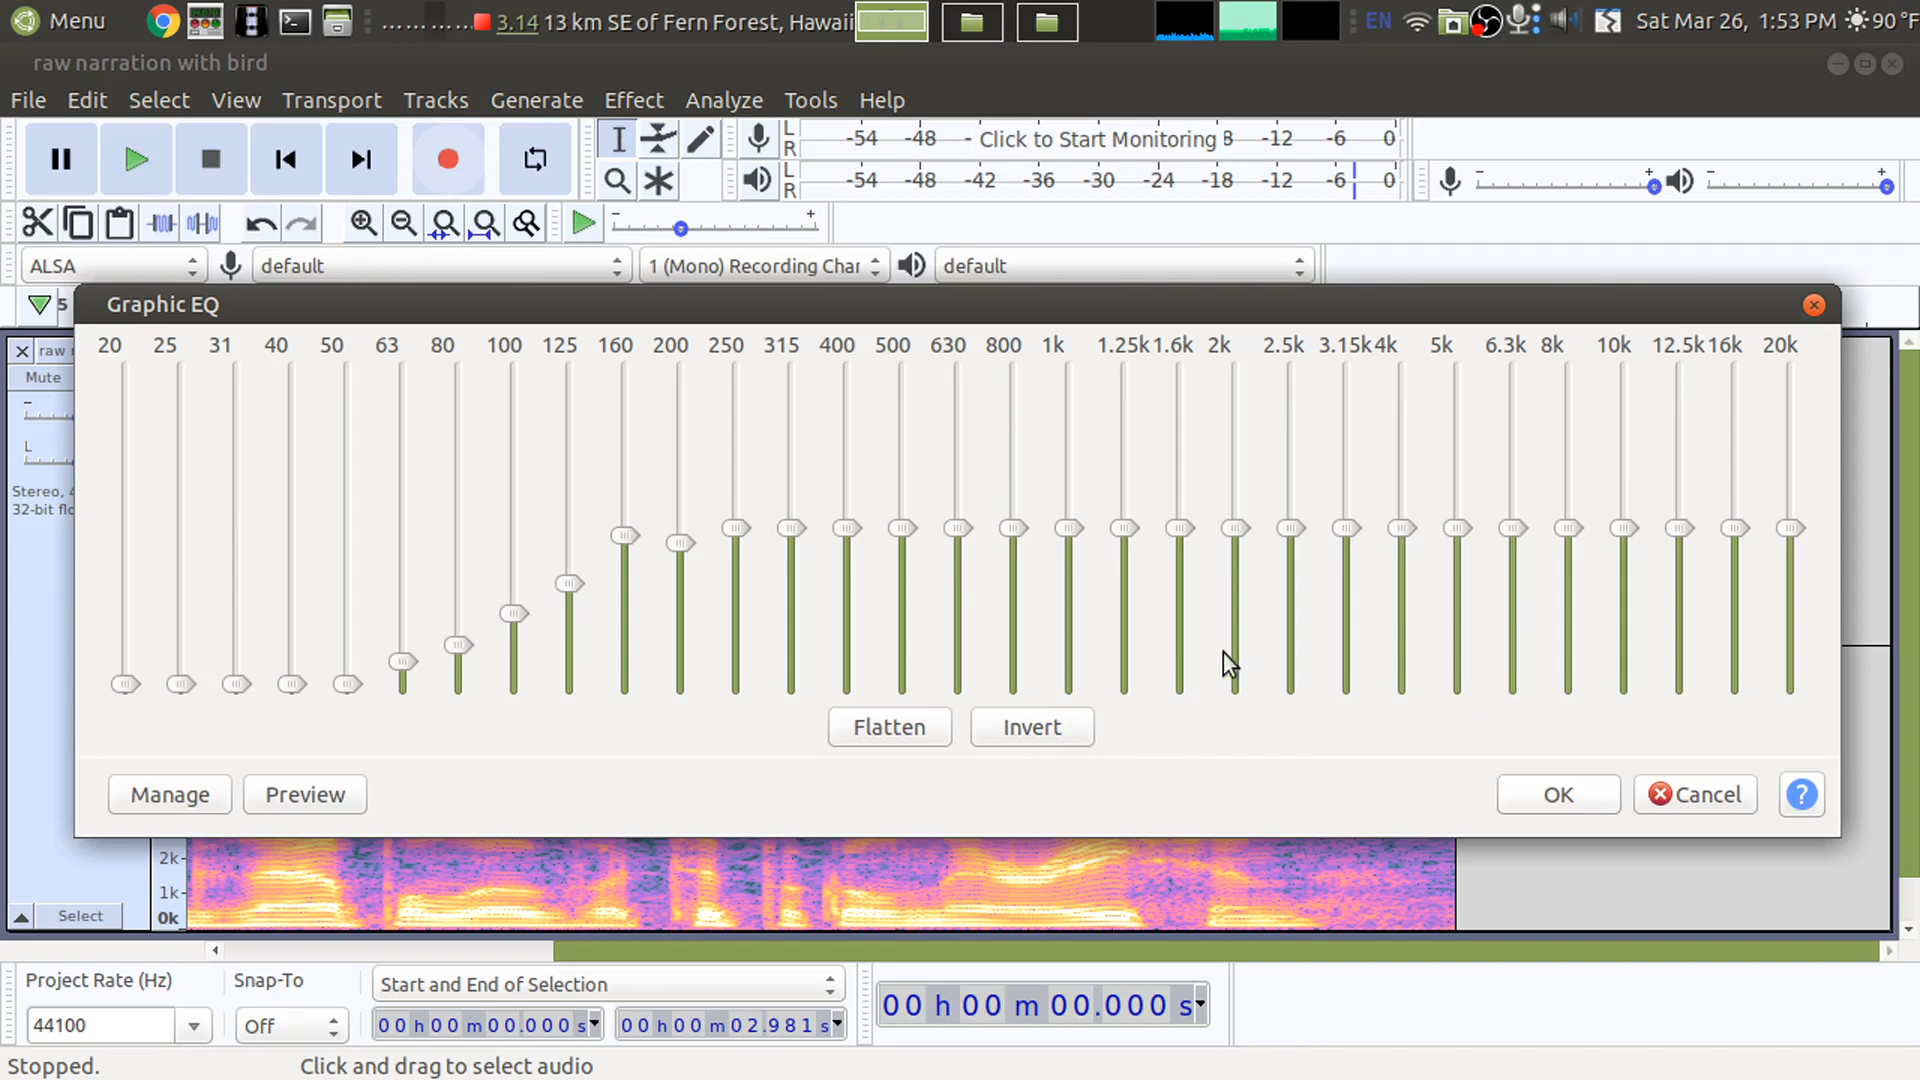 Menu
3.14 13 km SE of Fern Forest, Hawaii
EN
Sat Mar 26, 1:53 PM
90 °F
raw narration with bird
File Edit Select View Transport Tracks Generate Effect Analyze Tools Help
L
R
-54 -48 - Click to Start Monitoring 8 -12 -6 0
- +
- +
L
R
-54 -48 -42 -36 -30 -24 -18 -12 -6 0
- +
ALSA
default
1 (Mono) Recording Char
default
5
Graphic EQ
20 25 31 40 50 63 80 100 125 160 200 250 315 400 500 630 800 1k 1.25k 1.6k 2k 2.5k 3.15k 4k 5k 6.3k 8k 10k 12.5k 16k 20k
raw
Mute
-
L
Stereo, 4
32-bit flo
Flatten Invert
Manage Preview OK Cancel ?
2k
1k
0k
Select
Project Rate (Hz)
Snap-To
Start and End of Selection
44100
Off
00 h 00 m 00.000 s
00 h 00 m 02.981 s
00 h 00 m 00.000 s
Stopped.
Click and drag to select audio